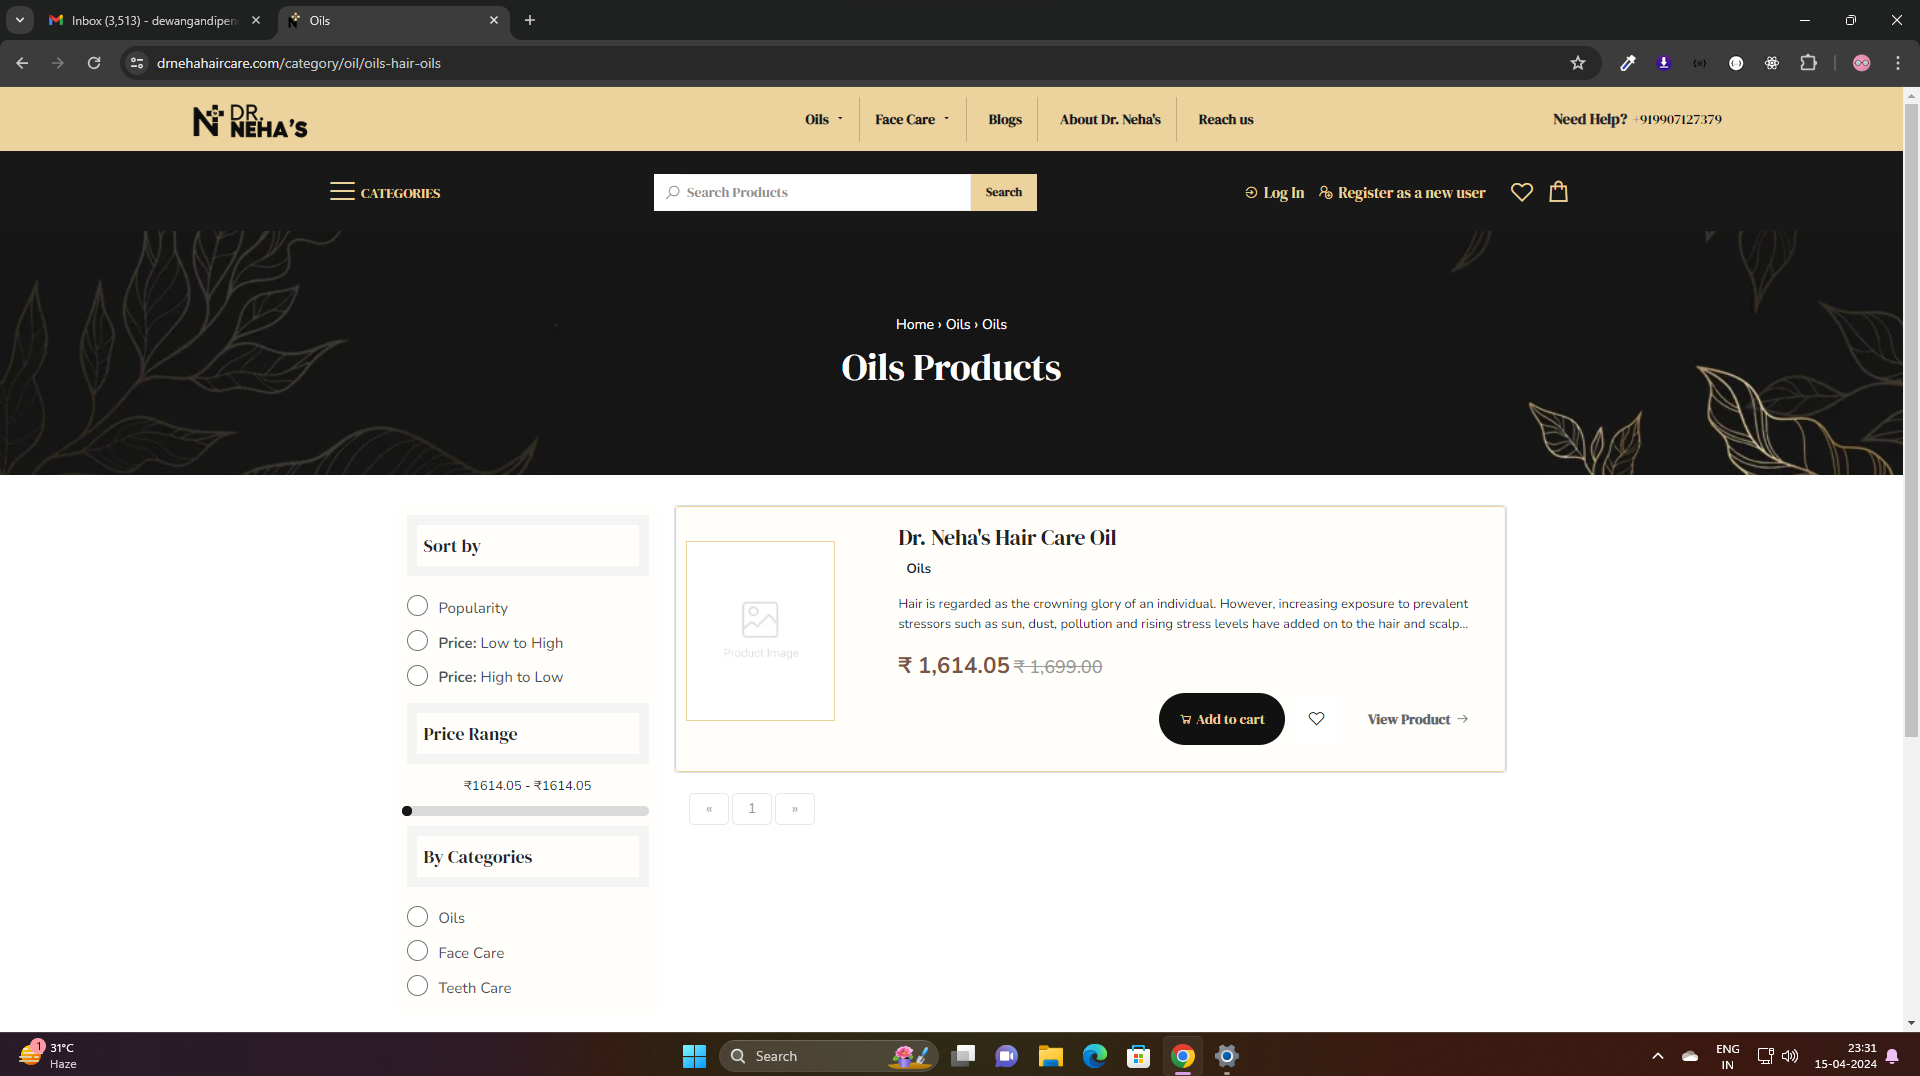 Inbox (3,513) - dewangandipen
Oils
drnehahaircare.com/category/oil/oils-hair-oils
DR.
NEHA'S
Oils
Face Care
Blogs
About Dr. Neha's
Reach us
Need Help? +919907127379
CATEGORIES
Search Products
Search
Log In
Register as a new user
Home › Oils › Oils
Oils Products
Sort by
Popularity
Price: Low to High
Price: High to Low
Price Range
₹1614.05 - ₹1614.05
By Categories
Oils
Face Care
Teeth Care
Product Image
Dr. Neha's Hair Care Oil
Oils
Hair is regarded as the crowning glory of an individual. However, increasing exposure to prevalent
stressors such as sun, dust, pollution and rising stress levels have added on to the hair and scalp...
₹ 1,614.05 ₹ 1,699.00
Add to cart
View Product
« 1 »
1
31°C
Haze
Search
ENG
IN
23:31
15-04-2024